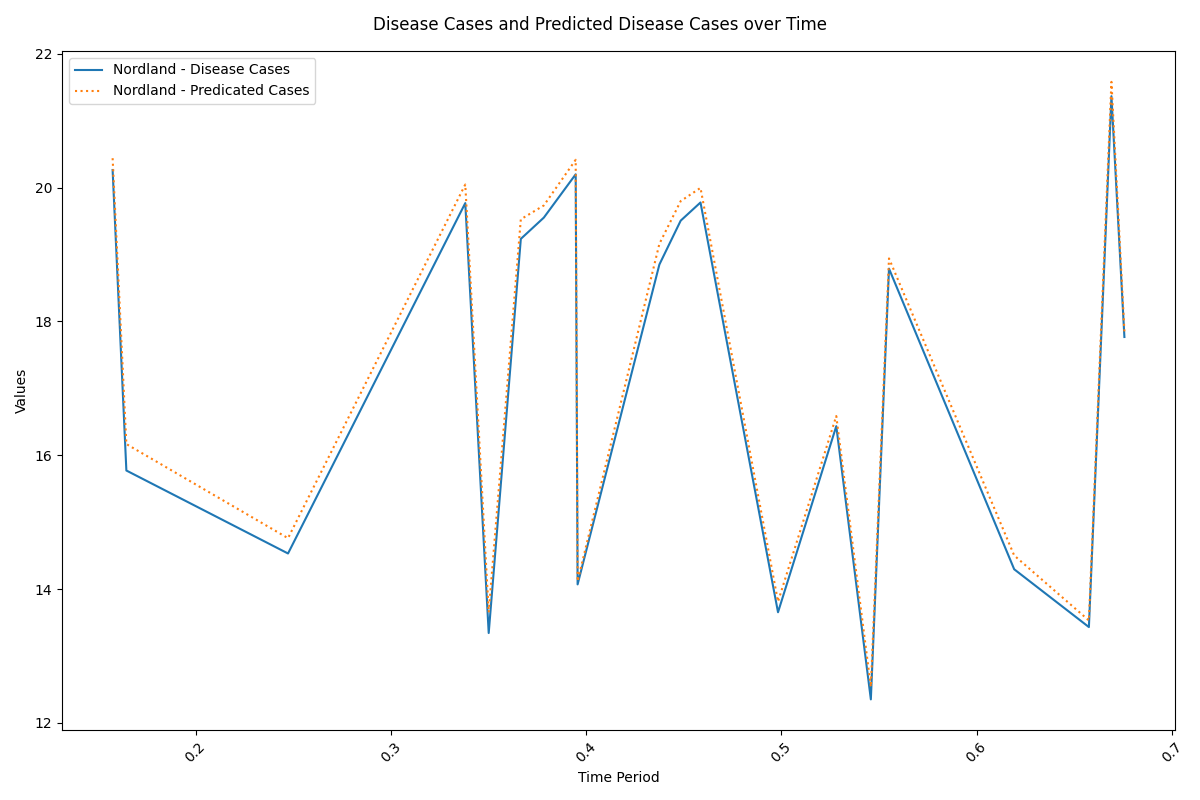 Disease Cases and Predicted Disease Cases over Time
Nordland - Disease Cases
Nordland - Predicated Cases
22
20
18
16
14
12
Values
0.2
0.3
0.4
0.5
0.6
0.7
Time Period